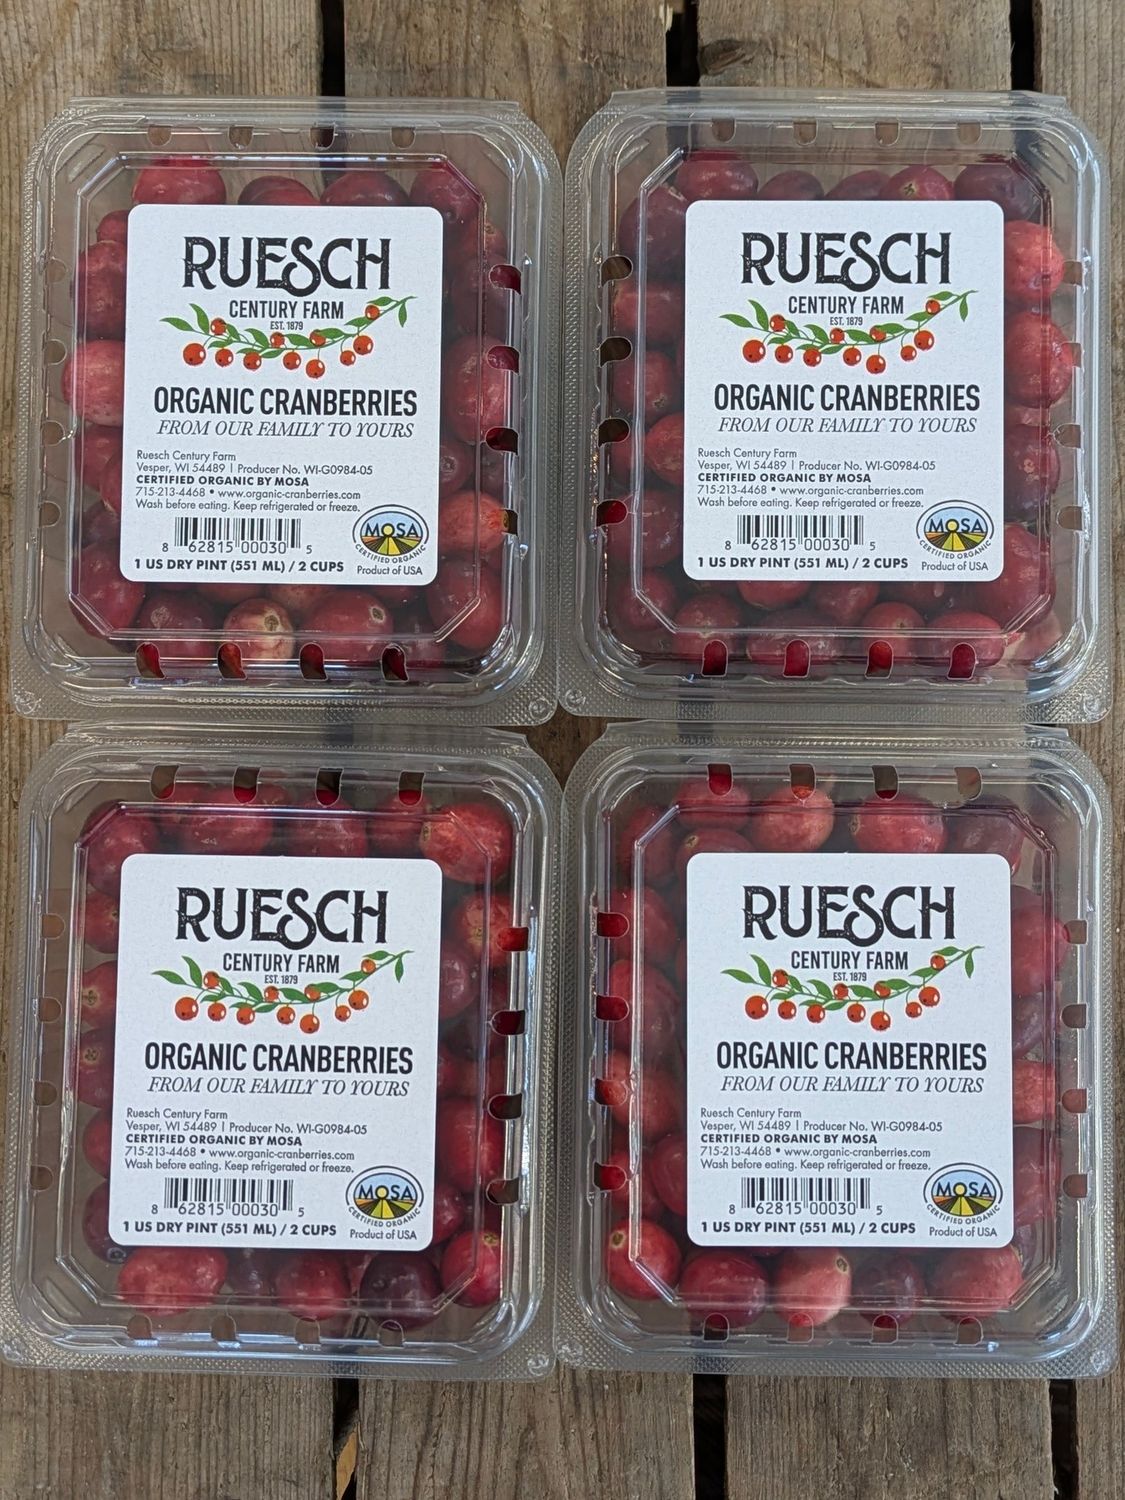 RUESCH
CENTURY FARM
EST. 1879
ORGANIC CRANBERRIES
FROM OUR FAMILY TO YOURS
Ruesch Century Farm
Vesper, WI 54489 | Producer No. WI-G0984-05
CERTIFIED ORGANIC BY MOSA
715-213-4468 • www.organic-cranberries.com
Wash before eating. Keep refrigerated or freeze.
MOSA
CERTIFIED ORGANIC
8 62815 00030 5
1 US DRY PINT (551 ML) / 2 CUPS
Product of USA
RUESCH
CENTURY FARM
EST. 1879
ORGANIC CRANBERRIES
FROM OUR FAMILY TO YOURS
Ruesch Century Farm
Vesper, WI 54489 | Producer No. WI-G0984-05
CERTIFIED ORGANIC BY MOSA
715-213-4468 • www.organic-cranberries.com
Wash before eating. Keep refrigerated or freeze.
MOSA
CERTIFIED ORGANIC
8 62815 00030 5
1 US DRY PINT (551 ML) / 2 CUPS
Product of USA
RUESCH
CENTURY FARM
EST. 1879
ORGANIC CRANBERRIES
FROM OUR FAMILY TO YOURS
Ruesch Century Farm
Vesper, WI 54489 | Producer No. WI-G0984-05
CERTIFIED ORGANIC BY MOSA
715-213-4468 • www.organic-cranberries.com
Wash before eating. Keep refrigerated or freeze.
MOSA
CERTIFIED ORGANIC
8 62815 00030 5
1 US DRY PINT (551 ML) / 2 CUPS
Product of USA
RUESCH
CENTURY FARM
EST. 1879
ORGANIC CRANBERRIES
FROM OUR FAMILY TO YOURS
Ruesch Century Farm
Vesper, WI 54489 | Producer No. WI-G0984-05
CERTIFIED ORGANIC BY MOSA
715-213-4468 • www.organic-cranberries.com
Wash before eating. Keep refrigerated or freeze.
MOSA
CERTIFIED ORGANIC
8 62815 00030 5
1 US DRY PINT (551 ML) / 2 CUPS
Product of USA